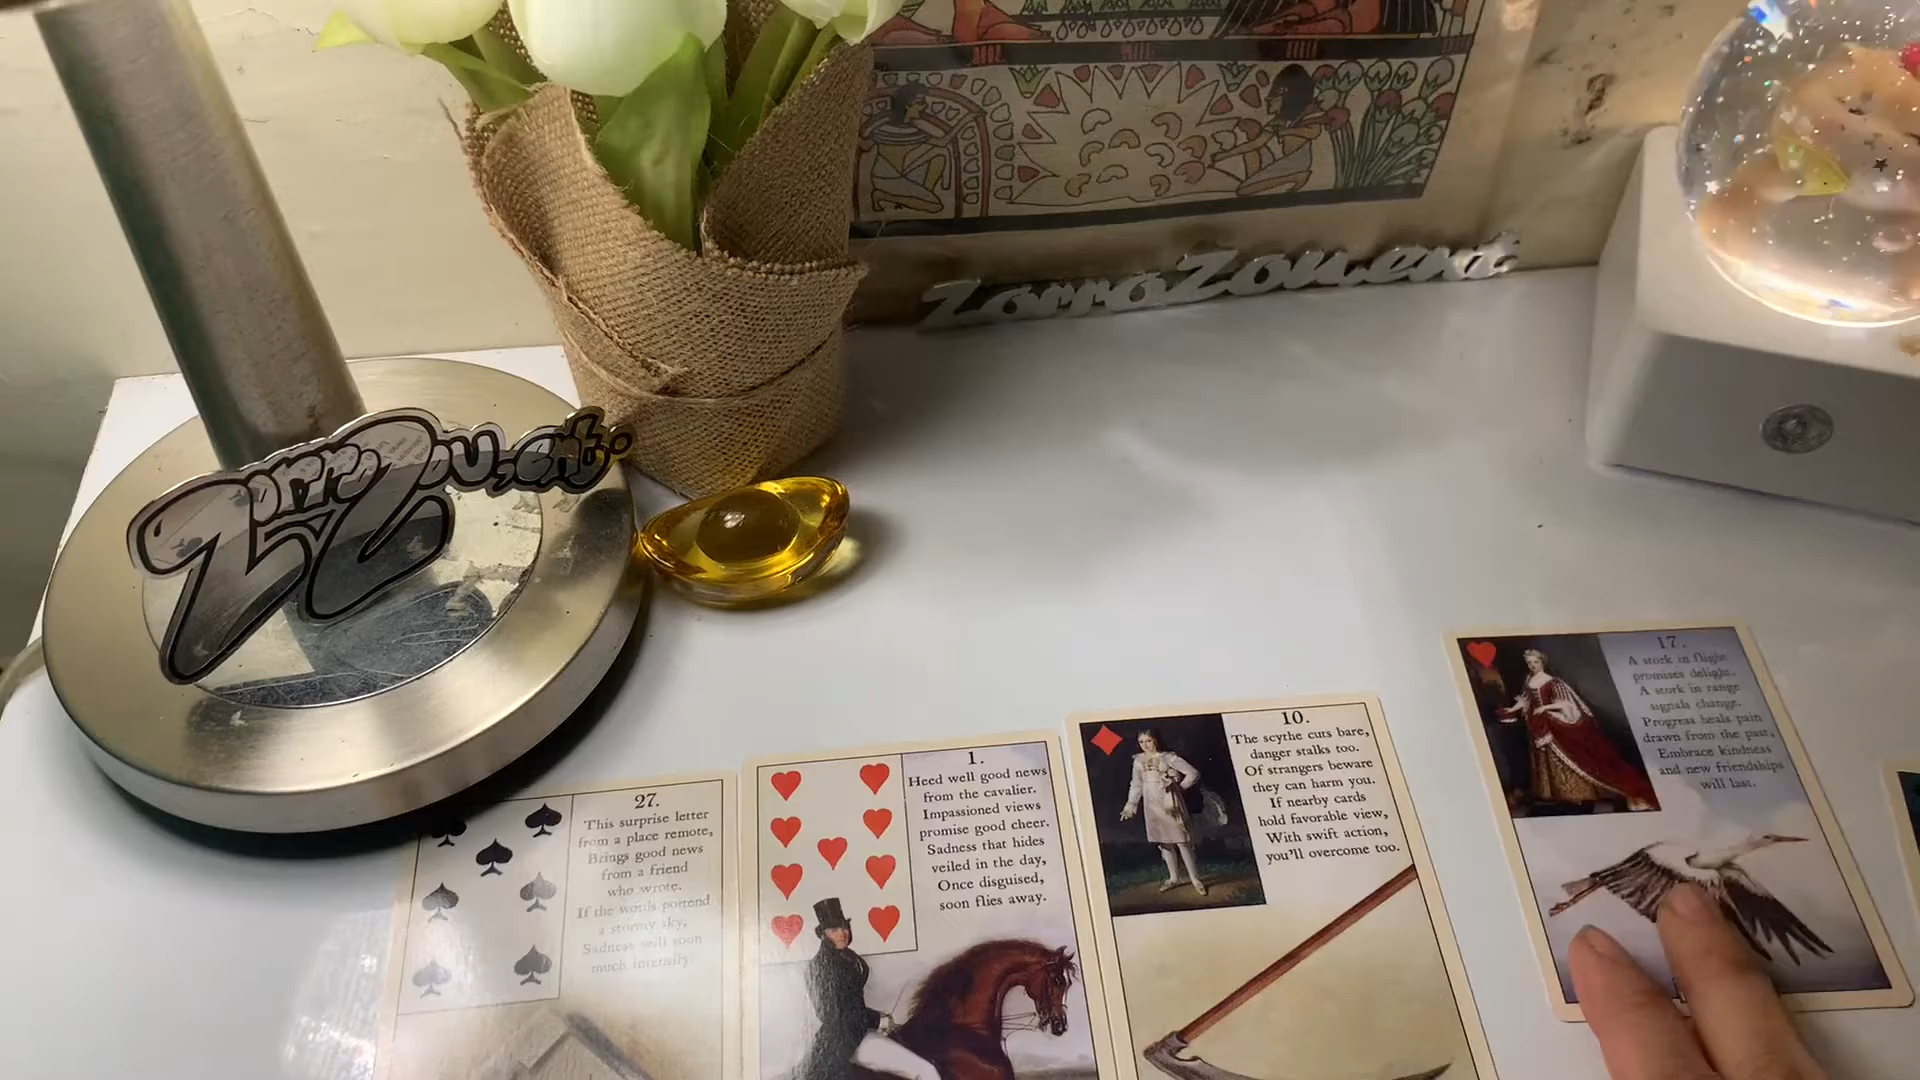 ZorroZou.ent
ZorroZou.ent.
27.
This surprise letter
from a place remote,
Brings good news
from a friend
who wrote.
If the words portend
a stormy sky,
Sadness will soon
much intensify.
1.
Heed well good news
from the cavalier.
Impassioned views
promise good cheer.
Sadness that hides
veiled in the day,
Once disguised,
soon flies away.
10.
The scythe cuts bare,
danger stalks too.
Of strangers beware
they can harm you.
If nearby cards
hold favorable view,
With swift action,
you'll overcome too.
17.
A stork in flight
promises delight.
A stork in range
signals change.
Progress heals pain
drawn from the past,
Embrace kindness
and new friendships
will last.